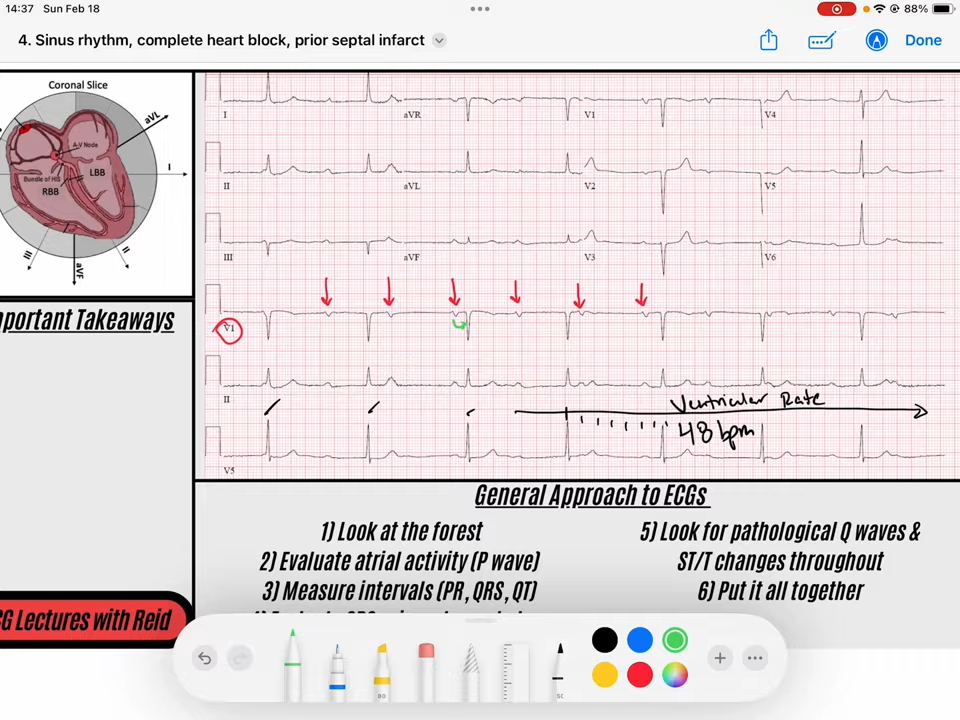 14:37 Sun Feb 18
88%
4. Sinus rhythm, complete heart block, prior septal infarct
Done
Coronal Slice
aVL
A-V Node
I
LBB
Bundle of HIS
RBB
III
aVF
II
mportant Takeaways
CG Lectures with Reid
I
aVR
V1
V4
II
aVL
V2
V5
III
aVF
V3
V6
V1
II
Ventricular Rate
48 bpm
V5
General Approach to ECGs
1) Look at the forest
2) Evaluate atrial activity (P wave)
3) Measure intervals (PR, QRS, QT)
5) Look for pathological Q waves &
ST/T changes throughout
6) Put it all together
80